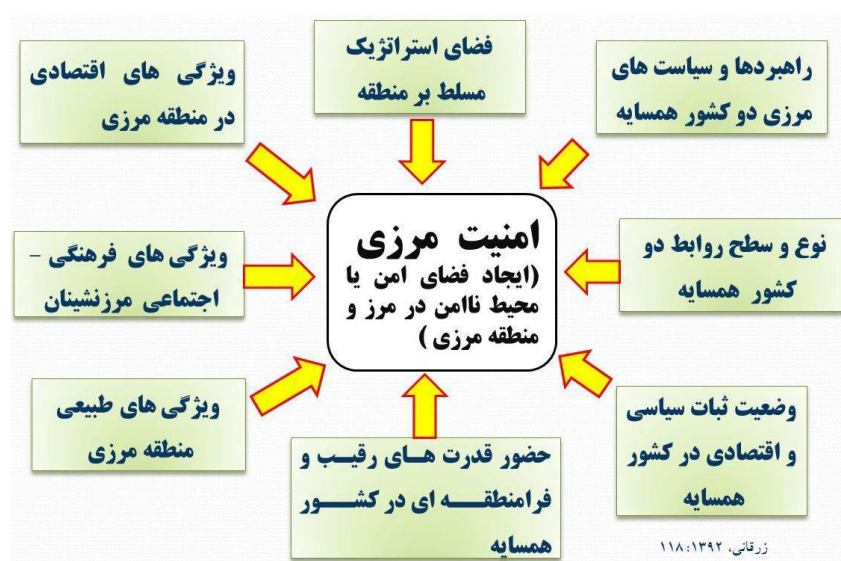 فضای استراتژیک
مسلط بر منطقه
راهبردها و سیاست های
مرزی دو کشور همسایه
ویژگی های اقتصادی
در منطقه مرزی
امنیت مرزی
(ایجاد فضای امن یا
محیط ناامن در مرز و
منطقه مرزی )
نوع و سطح روابط دو
کشور همسایه
ویژگی های فرهنگی –
اجتماعی مرزنشینان
وضعیت ثبات سیاسی
و اقتصادی در کشور
همسایه
ویژگی های طبیعی
منطقه مرزی
حضور قدرت هـای رقیـب و
فرامنطقـــه ای در کشـــور
همسایه
زرقانی، ۱۳۹۲: ۱۱۸